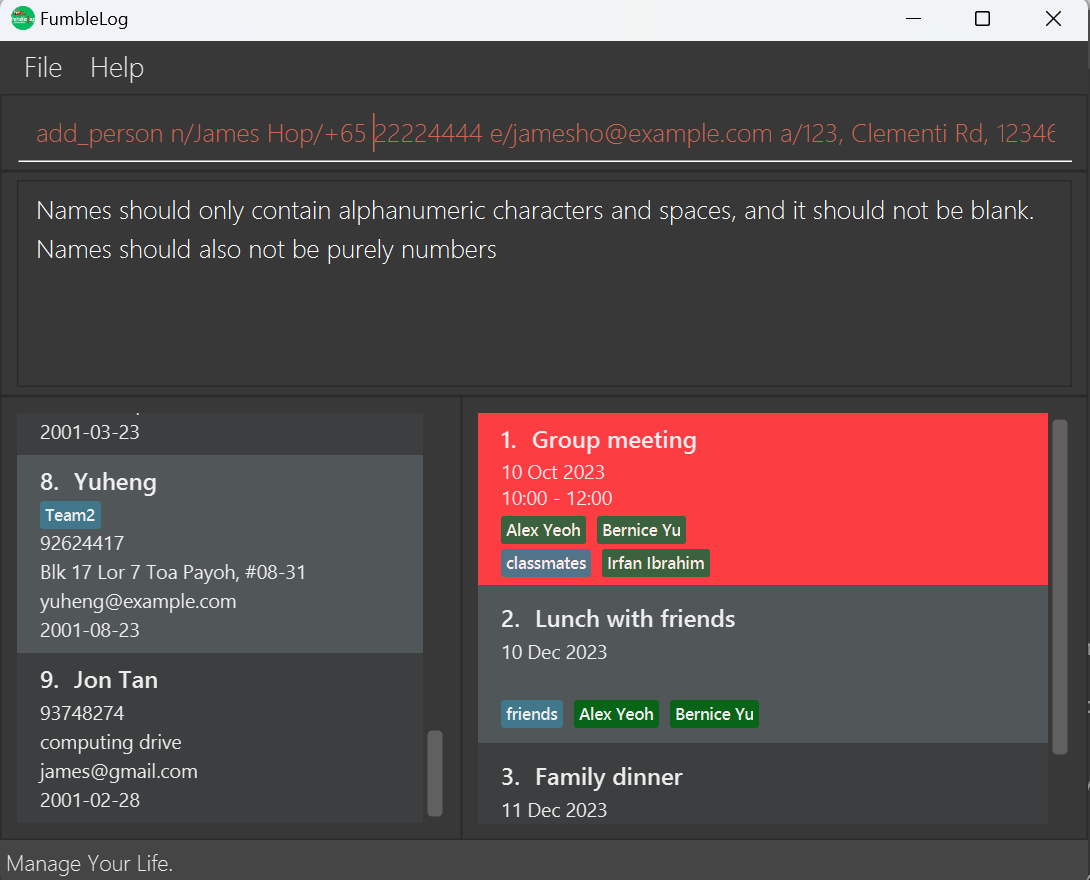 FumbleLog
File Help
add_person n/James Hop/+65 22224444 e/jamesho@example.com a/123, Clementi Rd, 12346
Names should only contain alphanumeric characters and spaces, and it should not be blank.
Names should also not be purely numbers
2001-03-23
8. Yuheng
Team2
92624417
Blk 17 Lor 7 Toa Payoh, #08-31
yuheng@example.com
2001-08-23
9. Jon Tan
93748274
computing drive
james@gmail.com
2001-02-28
1. Group meeting
10 Oct 2023
10:00 - 12:00
Alex Yeoh Bernice Yu
classmates Irfan Ibrahim
2. Lunch with friends
10 Dec 2023
friends Alex Yeoh Bernice Yu
3. Family dinner
11 Dec 2023
Manage Your Life.